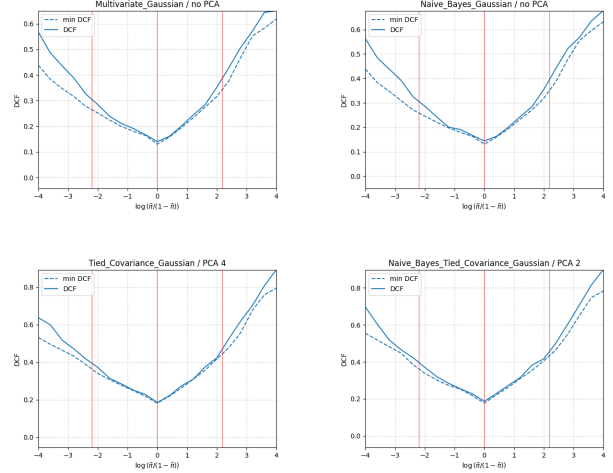 Multivariate_Gaussian / no PCA
min DCF
DCF
0.6
0.5
0.4
0.3
0.2
0.1
0.0
DCF
−4 −3 −2 −1 0 1 2 3 4
log(π̃/(1 − π̃))
Naive_Bayes_Gaussian / no PCA
min DCF
DCF
0.6
0.5
0.4
0.3
0.2
0.1
0.0
DCF
−4 −3 −2 −1 0 1 2 3 4
log(π̃/(1 − π̃))
Tied_Covariance_Gaussian / PCA 4
min DCF
DCF
0.8
0.6
0.4
0.2
0.0
DCF
−4 −3 −2 −1 0 1 2 3 4
log(π̃/(1 − π̃))
Naive_Bayes_Tied_Covariance_Gaussian / PCA 2
min DCF
DCF
0.8
0.6
0.4
0.2
0.0
DCF
−4 −3 −2 −1 0 1 2 3 4
log(π̃/(1 − π̃))